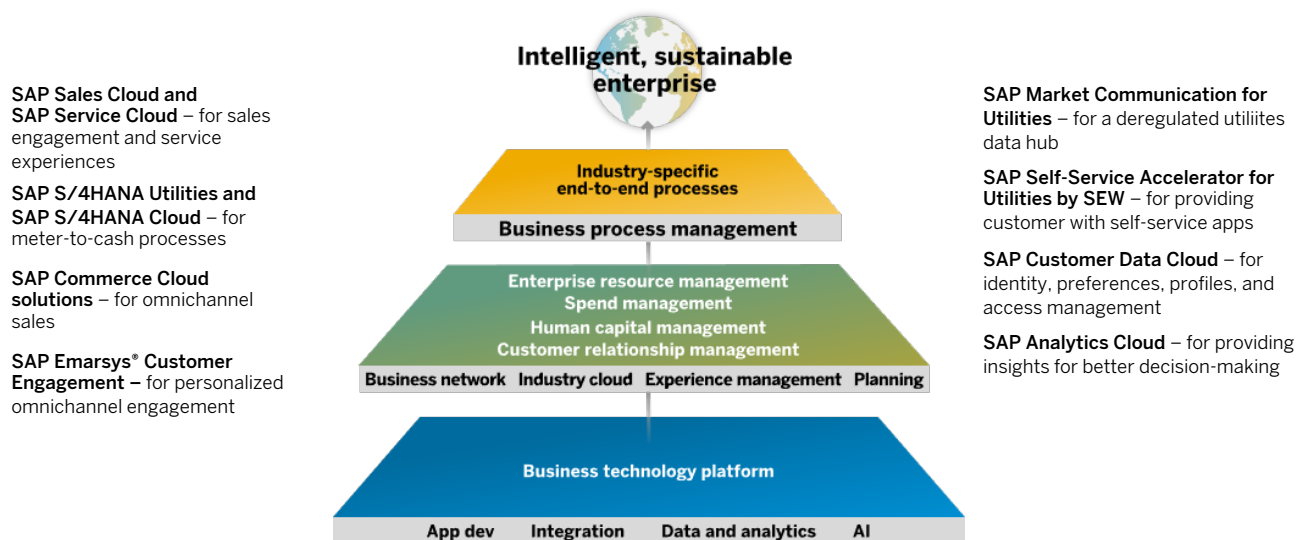 Intelligent, sustainable
enterprise
SAP Sales Cloud and
SAP Service Cloud – for sales
engagement and service
experiences
SAP S/4HANA Utilities and
SAP S/4HANA Cloud – for
meter-to-cash processes
SAP Commerce Cloud
solutions – for omnichannel
sales
SAP Emarsys® Customer
Engagement – for personalized
omnichannel engagement
Industry-specific
end-to-end processes
Business process management
Enterprise resource management
Spend management
Human capital management
Customer relationship management
Business network Industry cloud Experience management Planning
Business technology platform
App dev Integration Data and analytics AI
SAP Market Communication for
Utilities – for a deregulated utiliites
data hub
SAP Self-Service Accelerator for
Utilities by SEW – for providing
customer with self-service apps
SAP Customer Data Cloud – for
identity, preferences, profiles, and
access management
SAP Analytics Cloud – for providing
insights for better decision-making